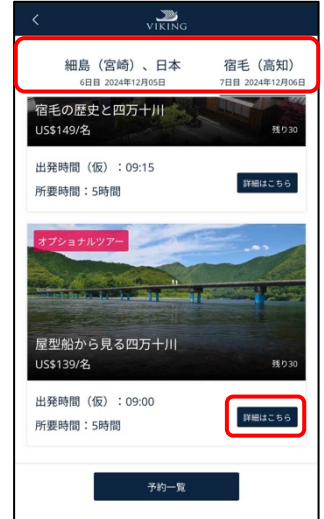 VIKING
細島（宮崎）、日本 宿毛（高知）
6日目 2024年12月05日 7日目 2024年12月06日
宿毛の歴史と四万十川
US$149/名 残り30
出発時間（仮）：09:15
所要時間：5時間
詳細はこちら
オプショナルツアー
屋型船から見る四万十川
US$139/名 残り30
出発時間（仮）：09:00
所要時間：5時間
詳細はこちら
予約一覧